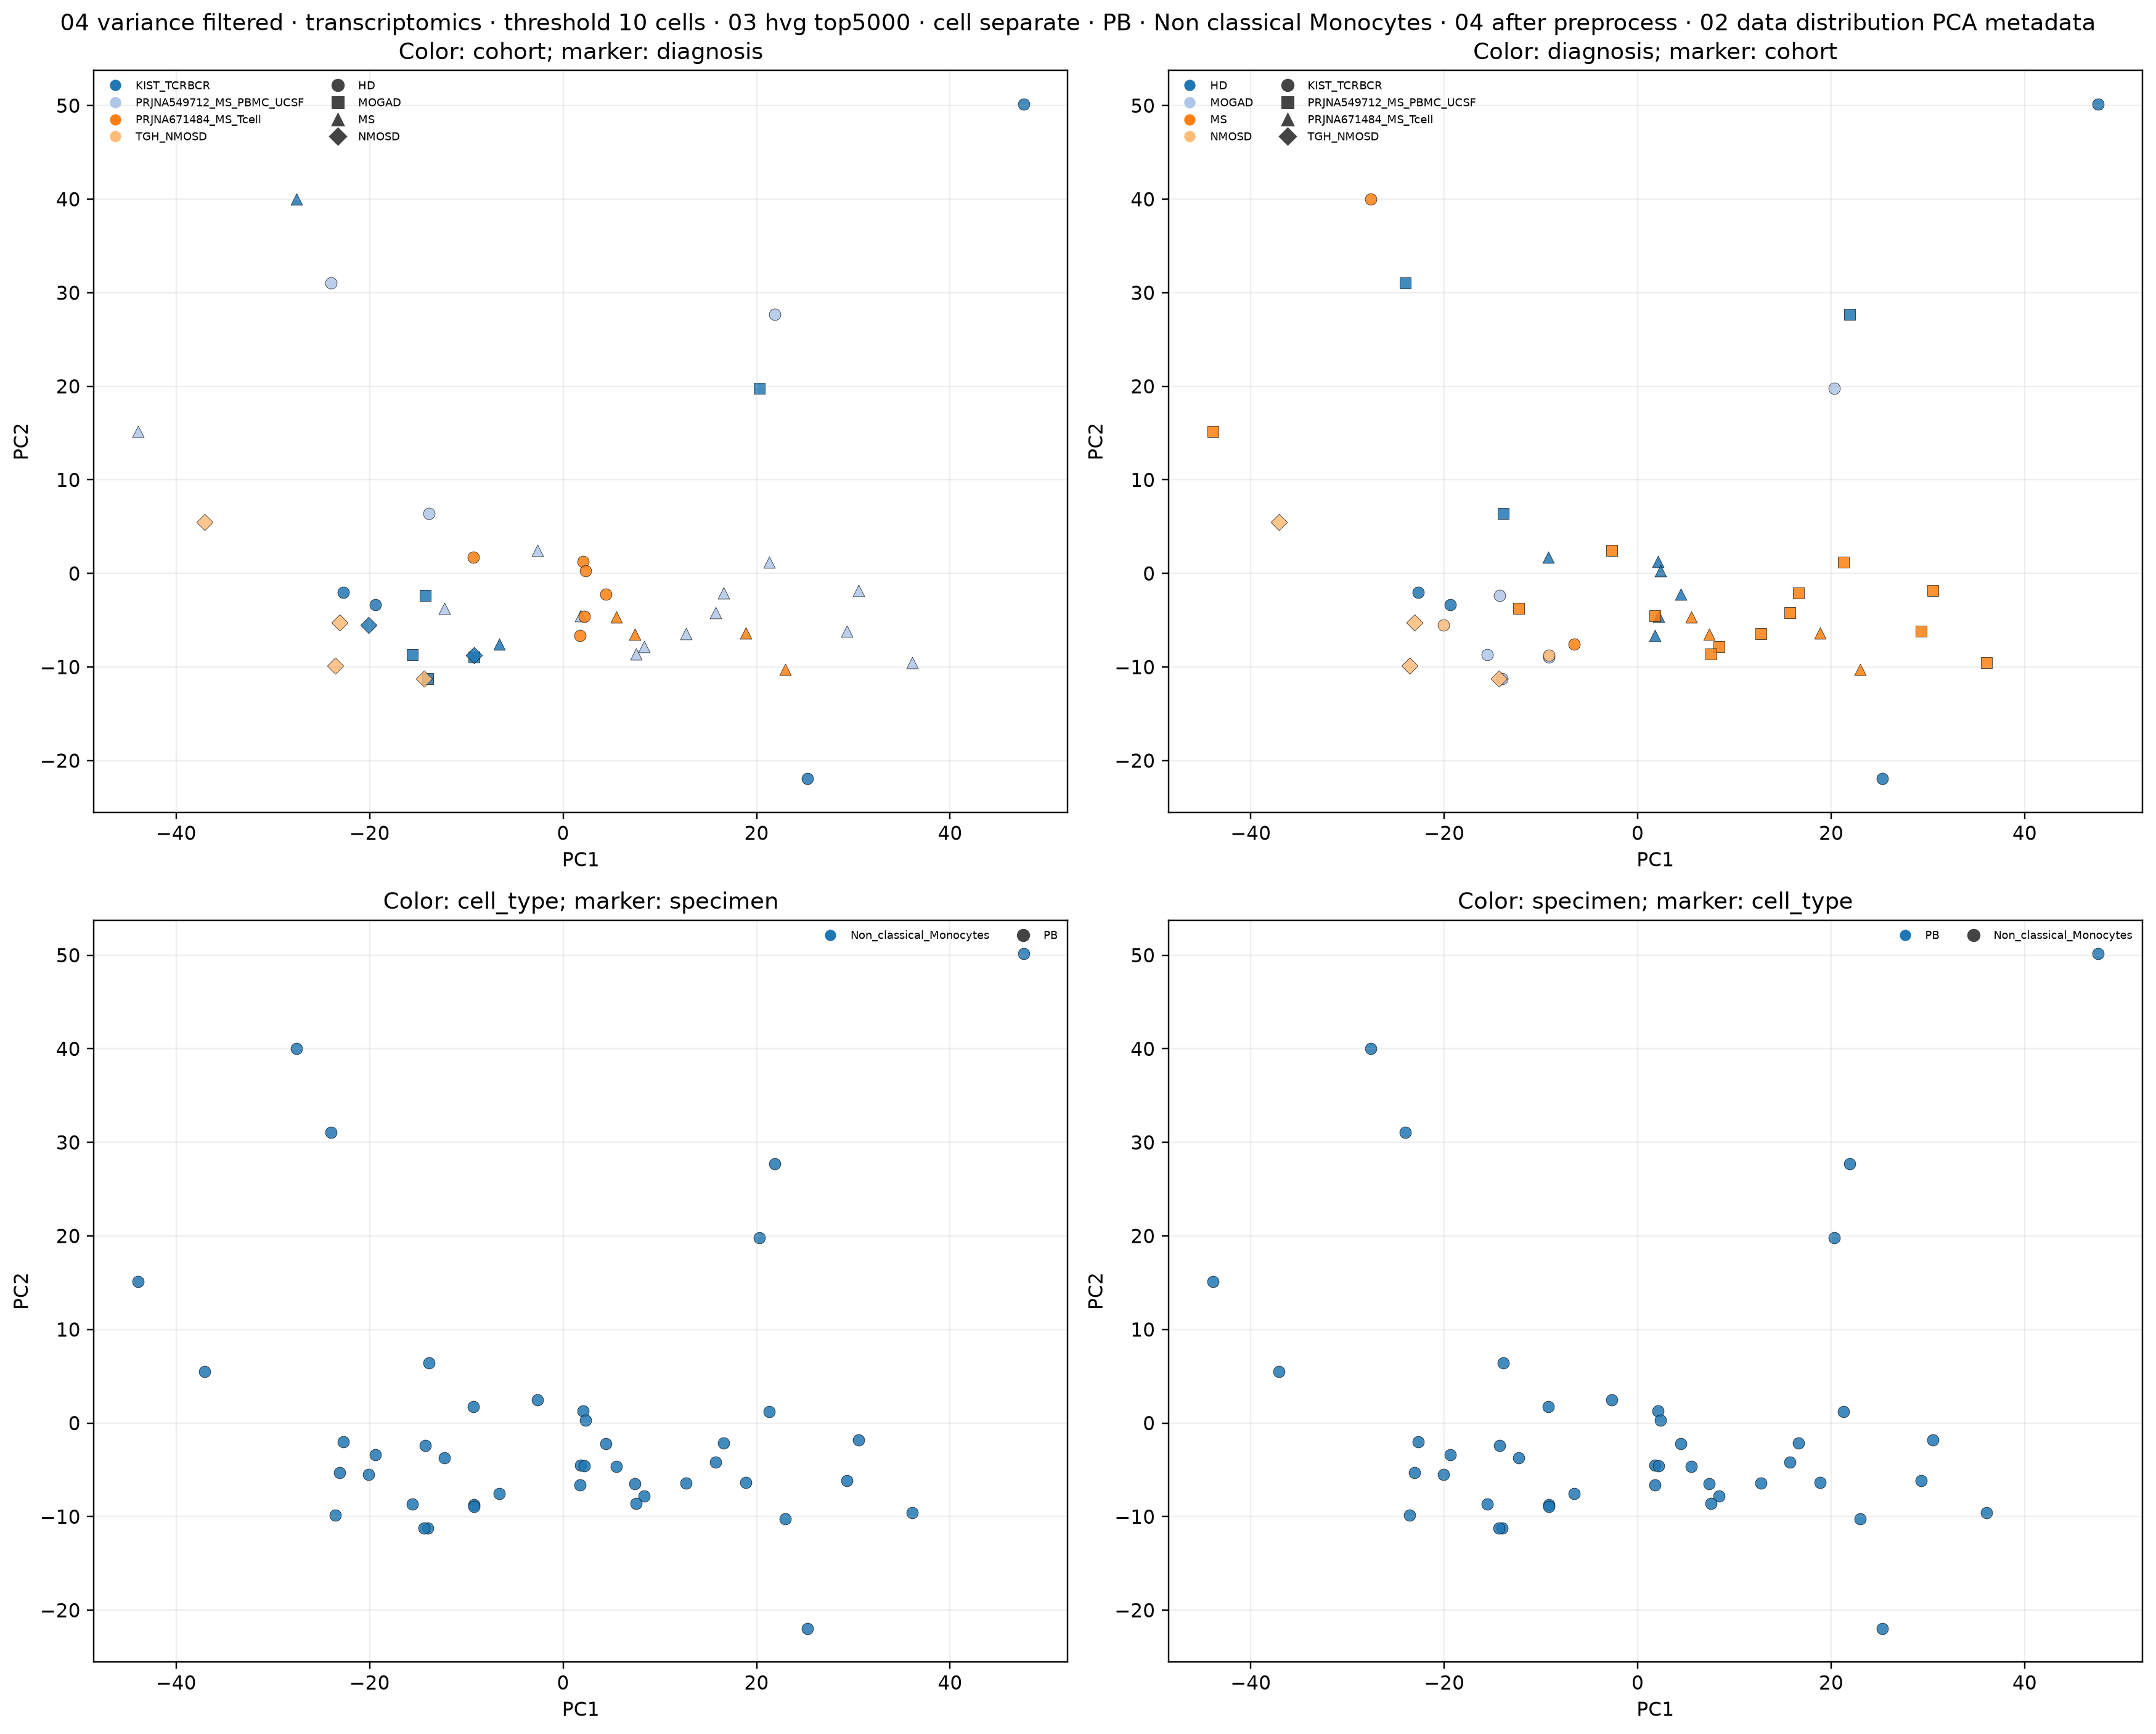 04 variance filtered · transcriptomics · threshold 10 cells · 03 hvg top5000 · cell separate · PB · Non classical Monocytes · 04 after preprocess · 02 data distribution PCA metadata
Color: cohort; marker: diagnosis
KIST_TCRBCR HD
PRJNA549712_MS_PBMC_UCSF MOGAD
PRJNA671484_MS_Tcell MS
TGH_NMOSD NMOSD
50
40
30
20
10
0
−10
−20
PC2
−40 −20 0 20 40
PC1
Color: diagnosis; marker: cohort
HD KIST_TCRBCR
MOGAD PRJNA549712_MS_PBMC_UCSF
MS PRJNA671484_MS_Tcell
NMOSD TGH_NMOSD
50
40
30
20
10
0
−10
−20
PC2
−40 −20 0 20 40
PC1
Color: cell_type; marker: specimen
Non_classical_Monocytes PB
50
40
30
20
10
0
−10
−20
PC2
−40 −20 0 20 40
PC1
Color: specimen; marker: cell_type
PB Non_classical_Monocytes
50
40
30
20
10
0
−10
−20
PC2
−40 −20 0 20 40
PC1